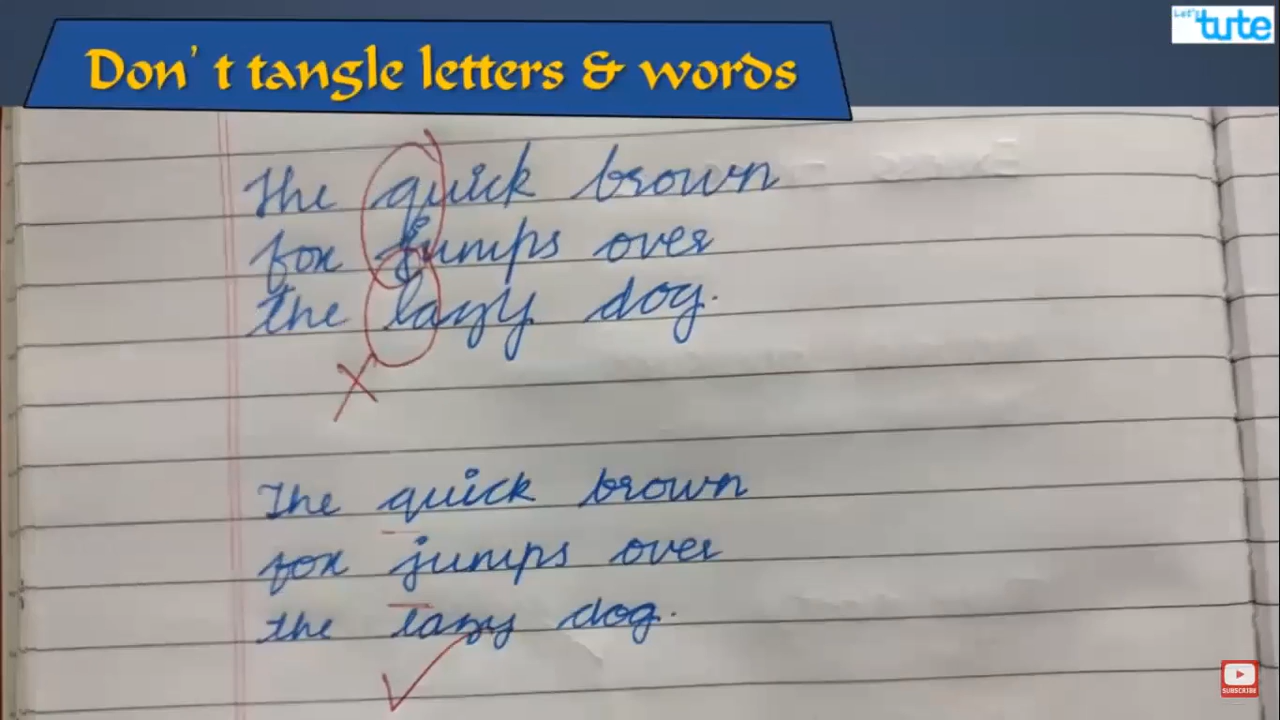 Let's
tute
Don't tangle letters & words
The quick brown
fox jumps over
the lazy dog.
The quick brown
fox jumps over
the lazy dog.
SUBSCRIBE